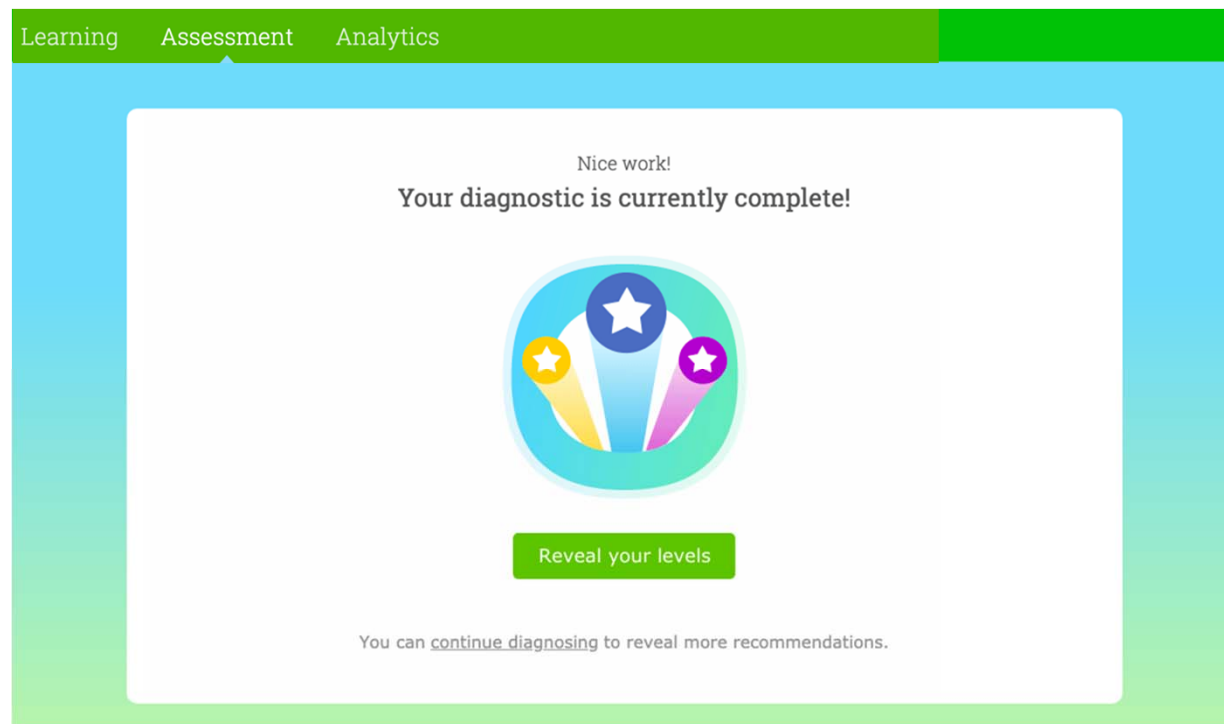 Learning Assessment Analytics
Nice work!
Your diagnostic is currently complete!
Reveal your levels
You can continue diagnosing to reveal more recommendations.